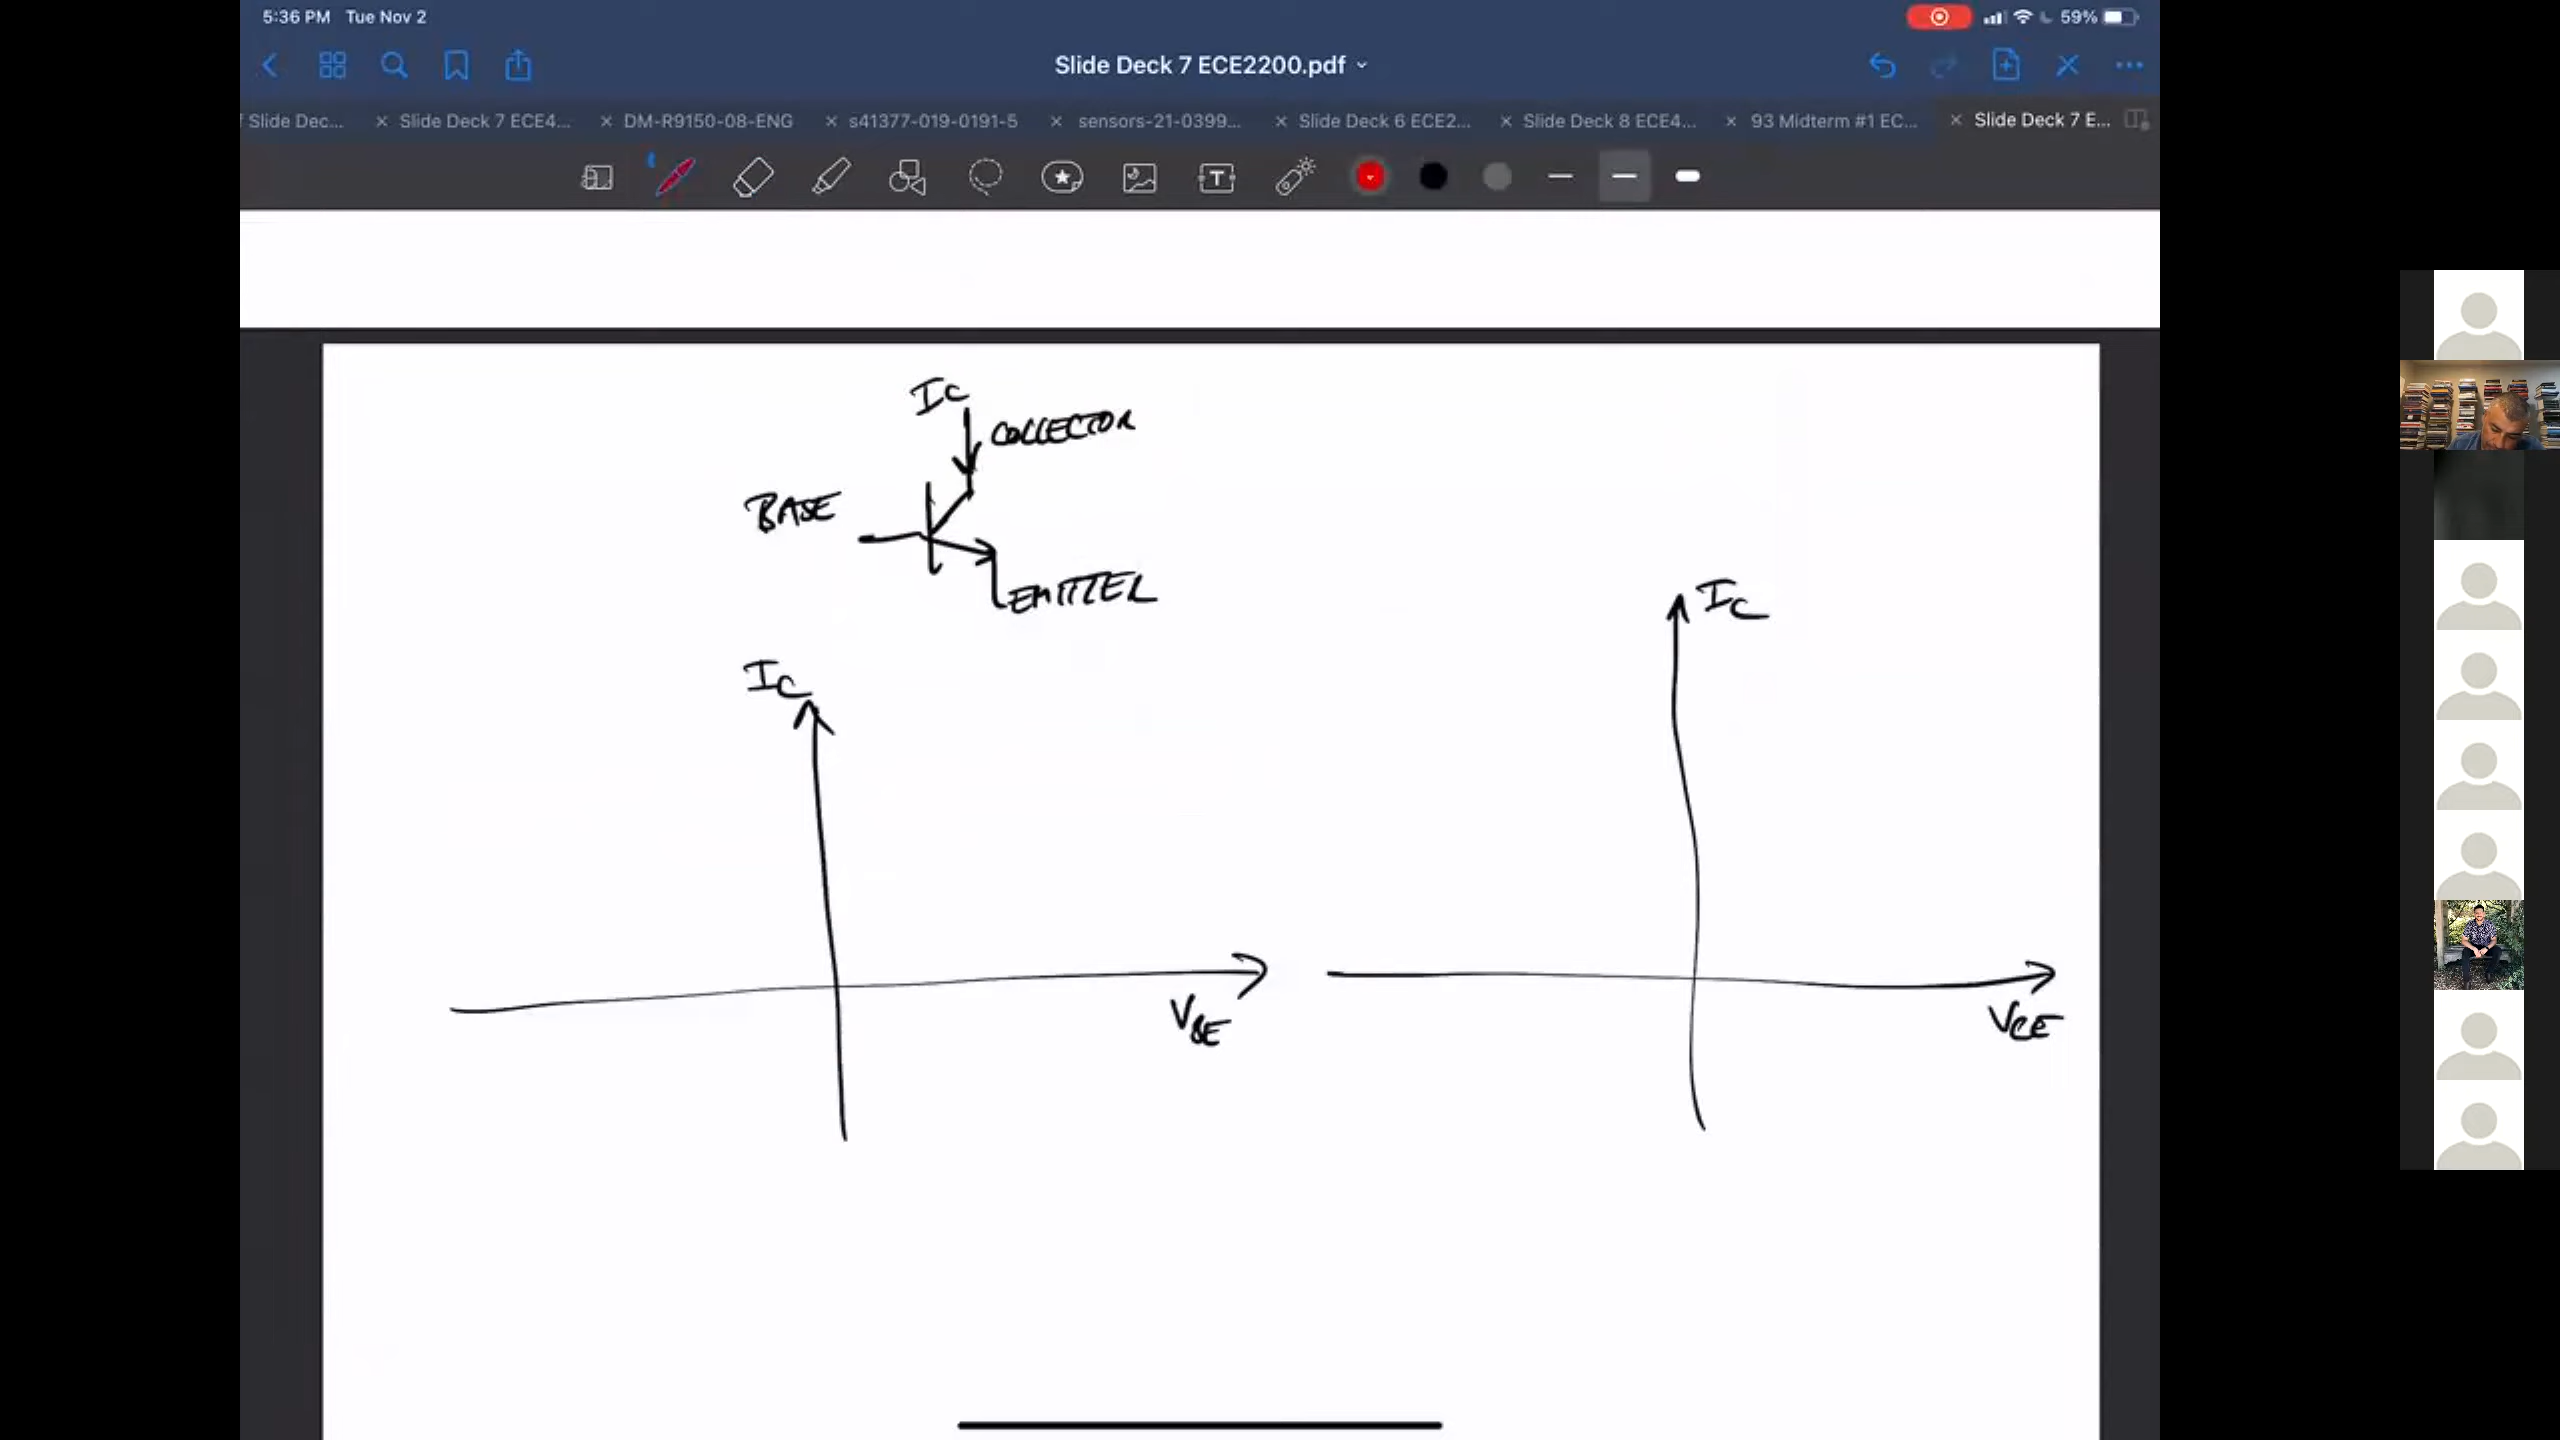 5:36 PM Tue Nov 2
59%
Slide Deck 7 ECE2200.pdf
f Slide Dec... × Slide Deck 7 ECE4... × DM-R9150-08-ENG × s41377-019-0191-5 × sensors-21-0399... × Slide Deck 6 ECE2... × Slide Deck 8 ECE4... × 93 Midterm #1 EC... × Slide Deck 7 E...
IC
COLLECTOR
BASE
EMITTER
IC
IC
VBE
VCE